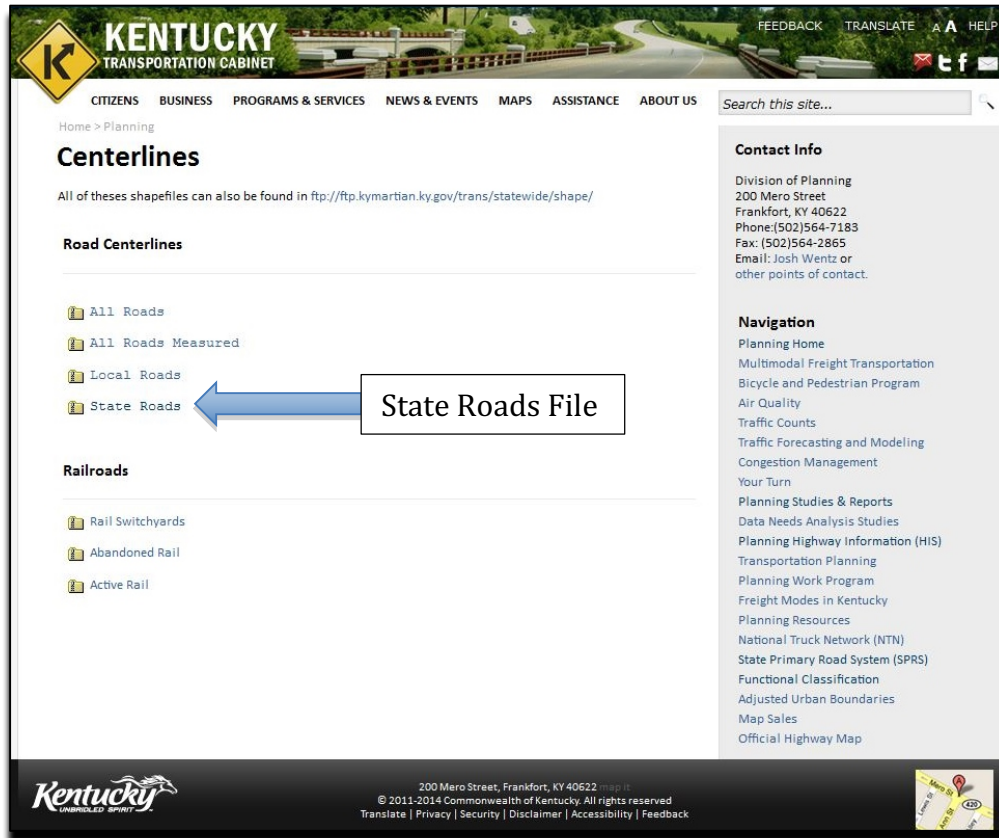 KENTUCKY
TRANSPORTATION CABINET
FEEDBACK TRANSLATE A A HELP
CITIZENS BUSINESS PROGRAMS & SERVICES NEWS & EVENTS MAPS ASSISTANCE ABOUT US
Search this site...
Home > Planning
Centerlines
All of theses shapefiles can also be found in ftp://ftp.kymartian.ky.gov/trans/statewide/shape/
Road Centerlines
All Roads
All Roads Measured
Local Roads
State Roads
State Roads File
Railroads
Rail Switchyards
Abandoned Rail
Active Rail
Contact Info
Division of Planning
200 Mero Street
Frankfort, KY 40622
Phone:(502)564-7183
Fax: (502)564-2865
Email: Josh Wentz or
other points of contact.
Navigation
Planning Home
Multimodal Freight Transportation
Bicycle and Pedestrian Program
Air Quality
Traffic Counts
Traffic Forecasting and Modeling
Congestion Management
Your Turn
Planning Studies & Reports
Data Needs Analysis Studies
Planning Highway Information (HIS)
Transportation Planning
Planning Work Program
Freight Modes in Kentucky
Planning Resources
National Truck Network (NTN)
State Primary Road System (SPRS)
Functional Classification
Adjusted Urban Boundaries
Map Sales
Official Highway Map
Kentucky
UNBRIDLED SPIRIT
200 Mero Street, Frankfort, KY 40622 map it
© 2011-2014 Commonwealth of Kentucky. All rights reserved
Translate | Privacy | Security | Disclaimer | Accessibility | Feedback
A
Mero St
420
Ann St